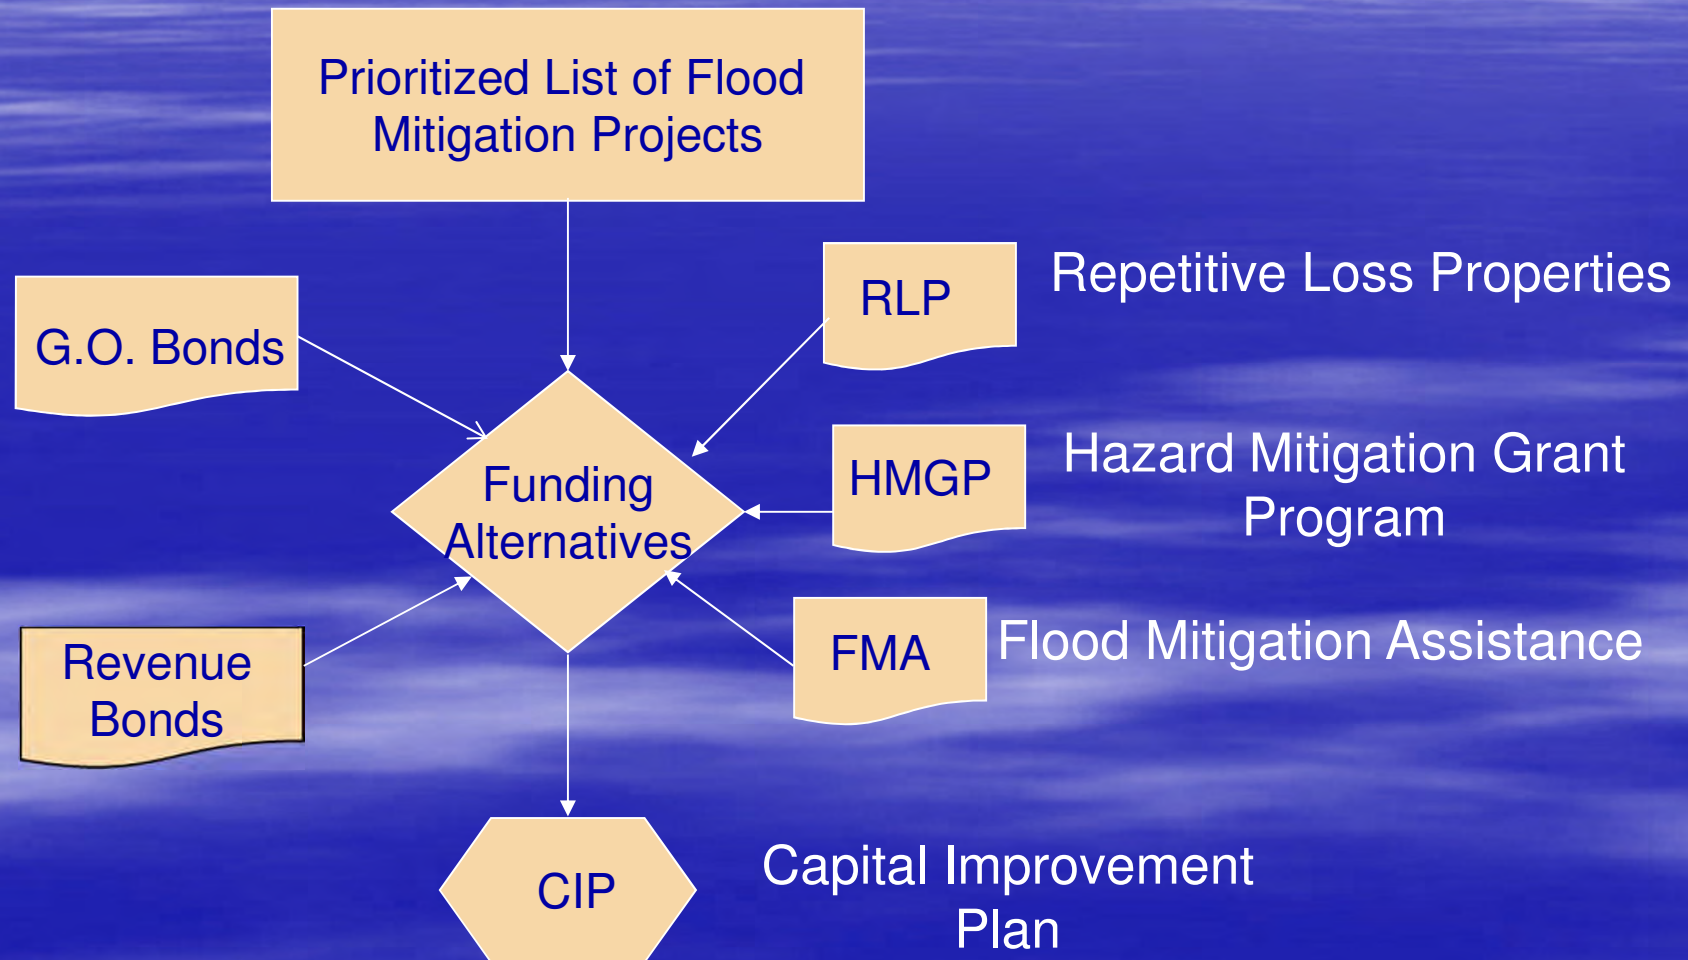 Prioritized List of Flood
Mitigation Projects
RLP
Repetitive Loss Properties
G.O. Bonds
HMGP
Hazard Mitigation Grant
Program
Funding
Alternatives
FMA
Flood Mitigation Assistance
Revenue
Bonds
CIP
Capital Improvement
Plan